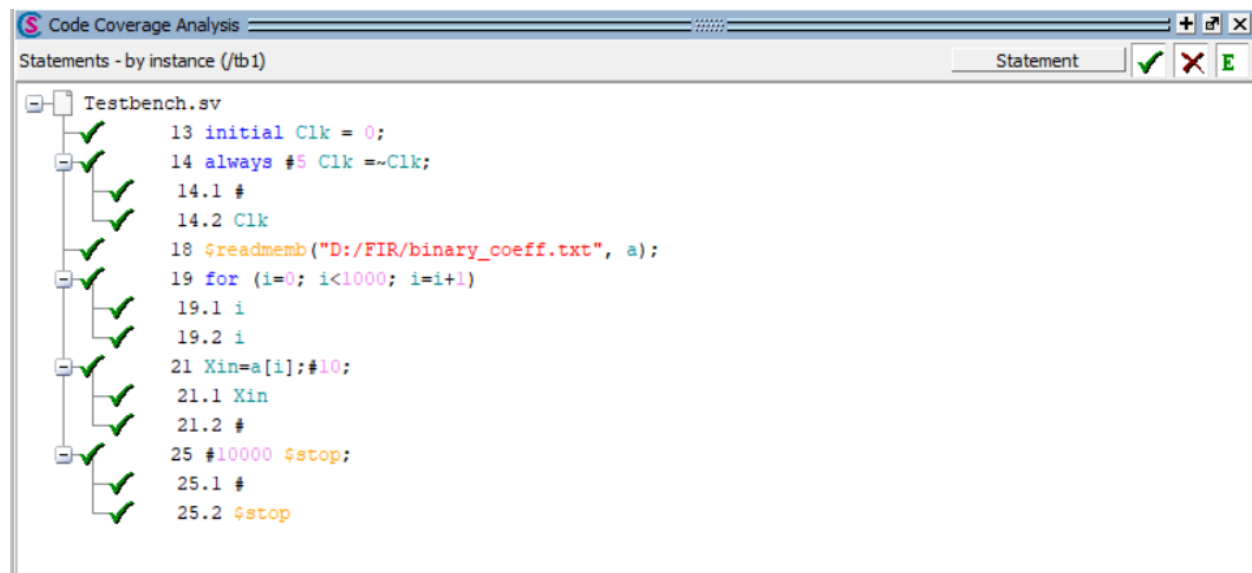 Code Coverage Analysis
Statements - by instance (/tb1)
Statement
E
Testbench.sv
13 initial Clk = 0;
14 always #5 Clk =~Clk;
14.1 #
14.2 Clk
18 $readmemb("D:/FIR/binary_coeff.txt", a);
19 for (i=0; i<1000; i=i+1)
19.1 i
19.2 i
21 Xin=a[i];#10;
21.1 Xin
21.2 #
25 #10000 $stop;
25.1 #
25.2 $stop